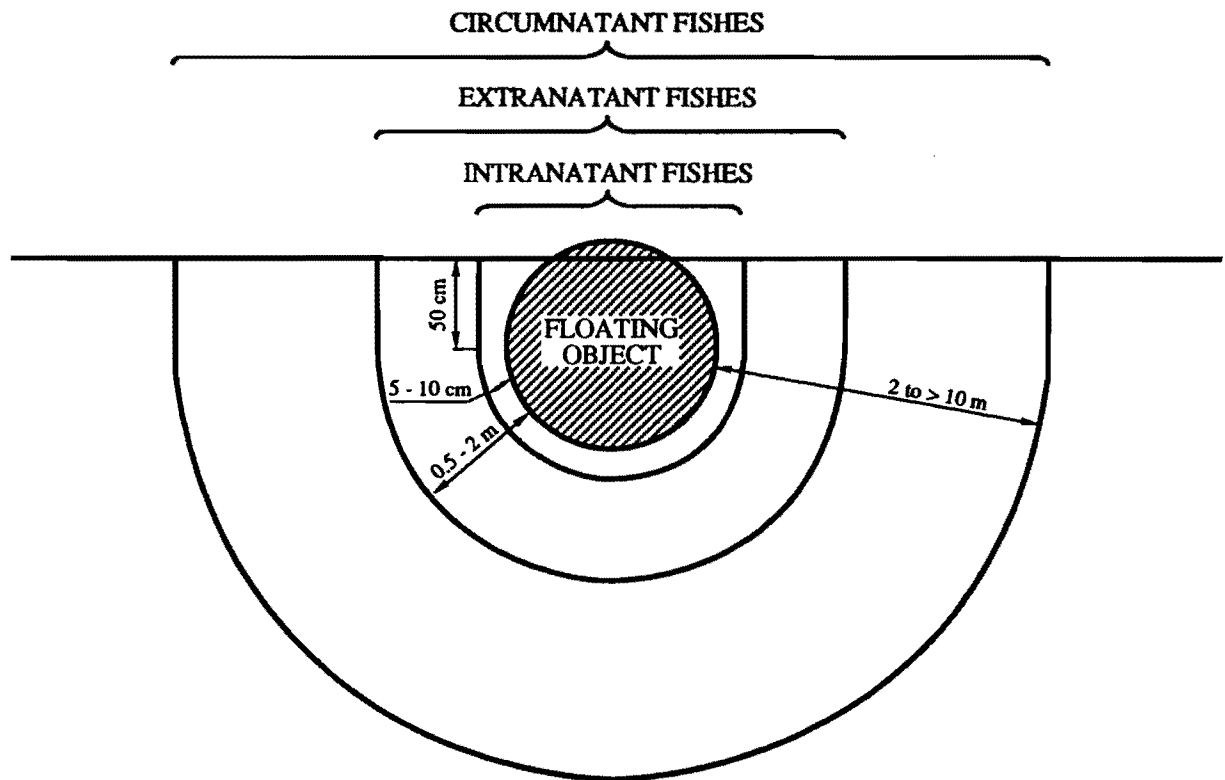 CIRCUMNATANT FISHES
EXTRANATANT FISHES
INTRANATANT FISHES
50 cm
FLOATING
OBJECT
5 - 10 cm
2 to > 10 m
0.5 - 2 m